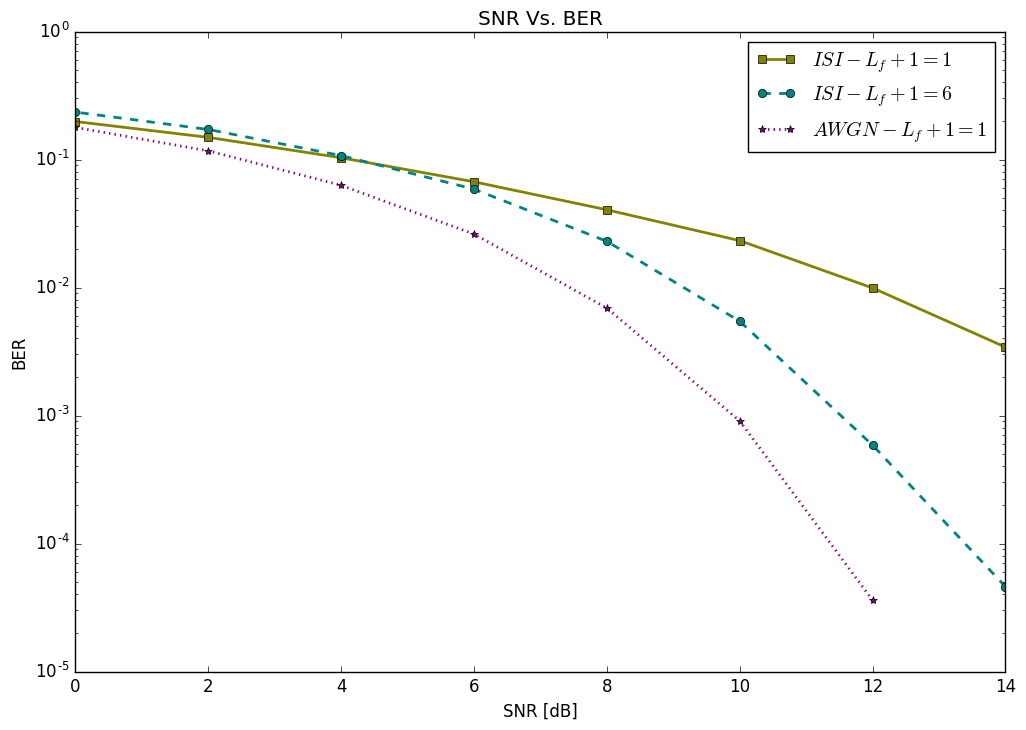 SNR Vs. BER
ISI − L_f + 1 = 1
ISI − L_f + 1 = 6
AWGN − L_f + 1 = 1
BER
10^0
10^-1
10^-2
10^-3
10^-4
10^-5
0 2 4 6 8 10 12 14
SNR [dB]